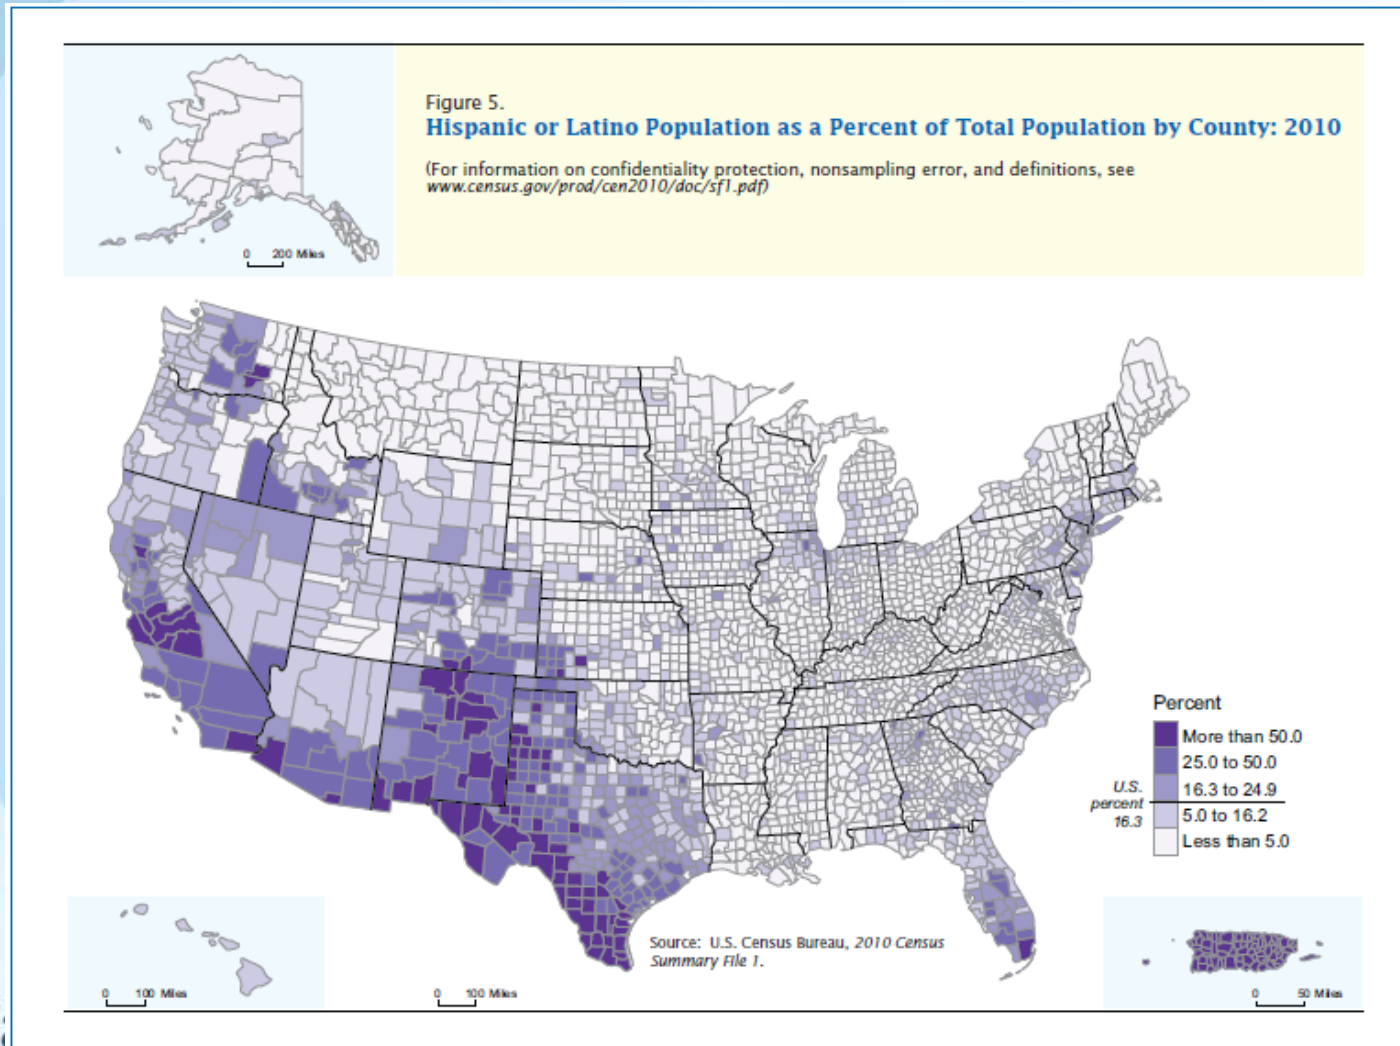 Figure 5.
Hispanic or Latino Population as a Percent of Total Population by County: 2010
(For information on confidentiality protection, nonsampling error, and definitions, see
www.census.gov/prod/cen2010/doc/sf1.pdf)
0 200 Miles
Percent
More than 50.0
25.0 to 50.0
16.3 to 24.9
U.S.
percent
16.3
5.0 to 16.2
Less than 5.0
Source: U.S. Census Bureau, 2010 Census
Summary File 1.
0 100 Miles
0 100 Miles
0 50 Miles